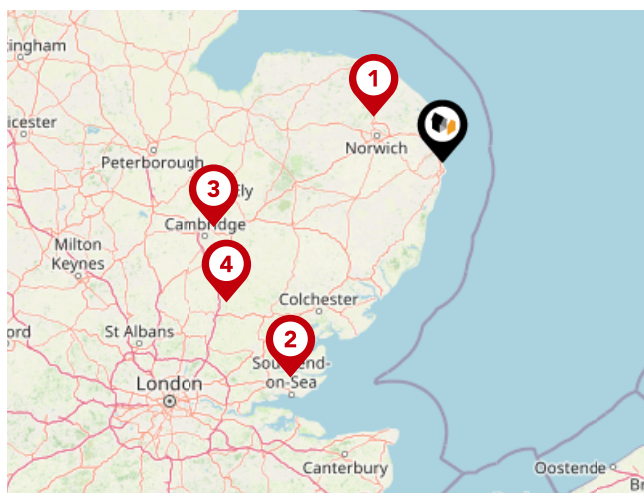 ingham
1
icester
Norwich
Peterborough
3
Ely
Cambridge
Milton
Keynes
4
Colchester
ord
St Albans
2
Southend-
on-Sea
London
Canterbury
Oostende
Br